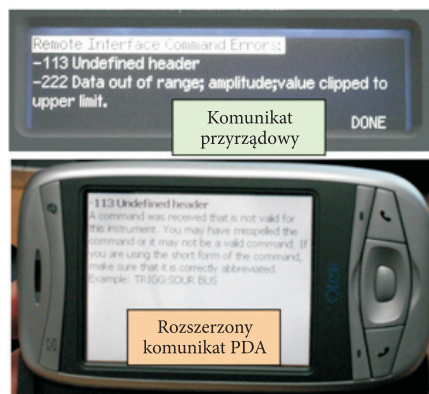 Remote Interface Command Errors:
-113 Undefined header
-222 Data out of range; amplitude;value clipped to
upper limit.
DONE
Komunikat
przyrządowy
-113 Undefined header
A command was received that is not valid for
this instrument. You may have misspelled the
command or it may not be a valid command. If
you are using the short form of the command,
make sure that it is correctly abbreviated.
Example: TRIGG:SOUR BUS
Rozszerzony
komunikat PDA